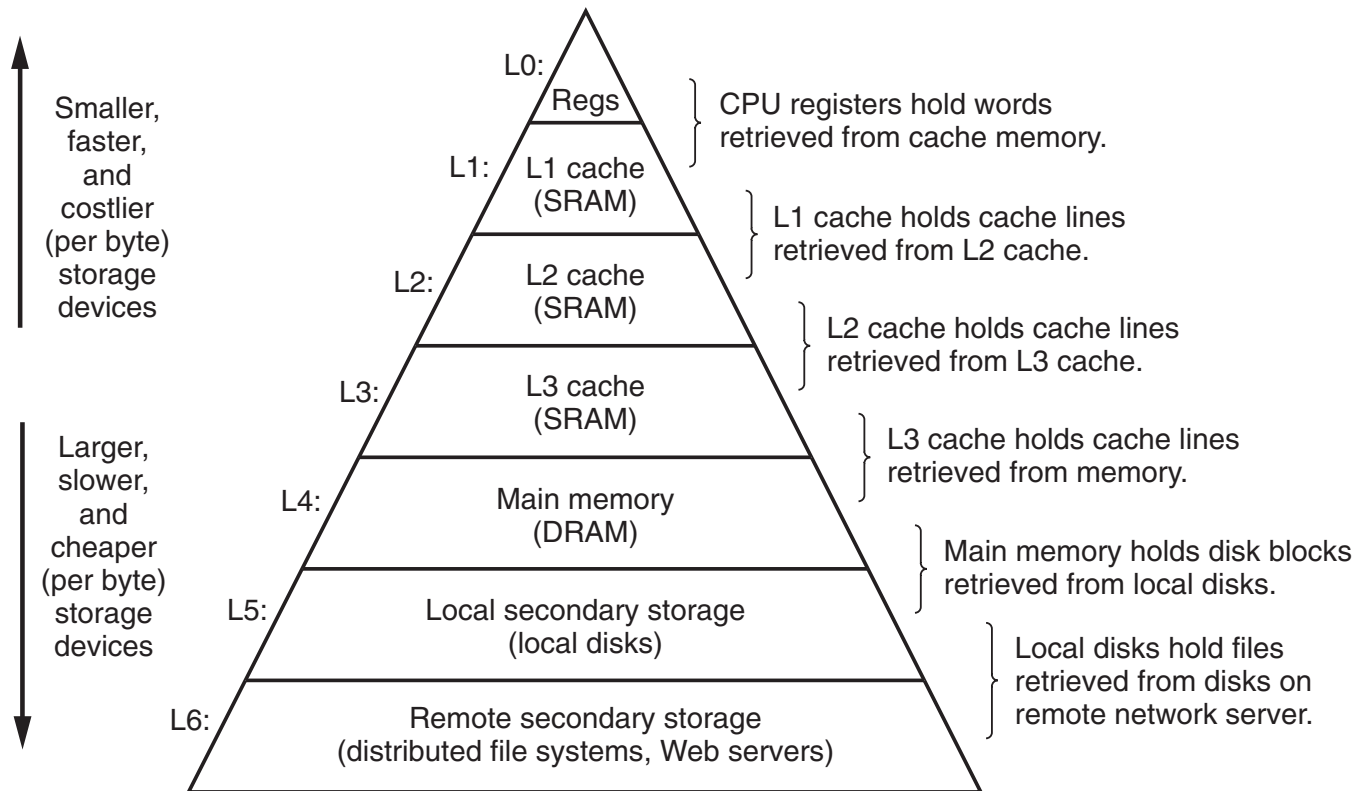 L0:
Regs
CPU registers hold words
retrieved from cache memory.
Smaller,
faster,
and
costlier
(per byte)
storage
devices
L1:
L1 cache
(SRAM)
L1 cache holds cache lines
retrieved from L2 cache.
L2:
L2 cache
(SRAM)
L2 cache holds cache lines
retrieved from L3 cache.
L3:
L3 cache
(SRAM)
L3 cache holds cache lines
retrieved from memory.
Larger,
slower,
and
cheaper
(per byte)
storage
devices
L4:
Main memory
(DRAM)
Main memory holds disk blocks
retrieved from local disks.
L5:
Local secondary storage
(local disks)
Local disks hold files
retrieved from disks on
remote network server.
L6:
Remote secondary storage
(distributed file systems, Web servers)